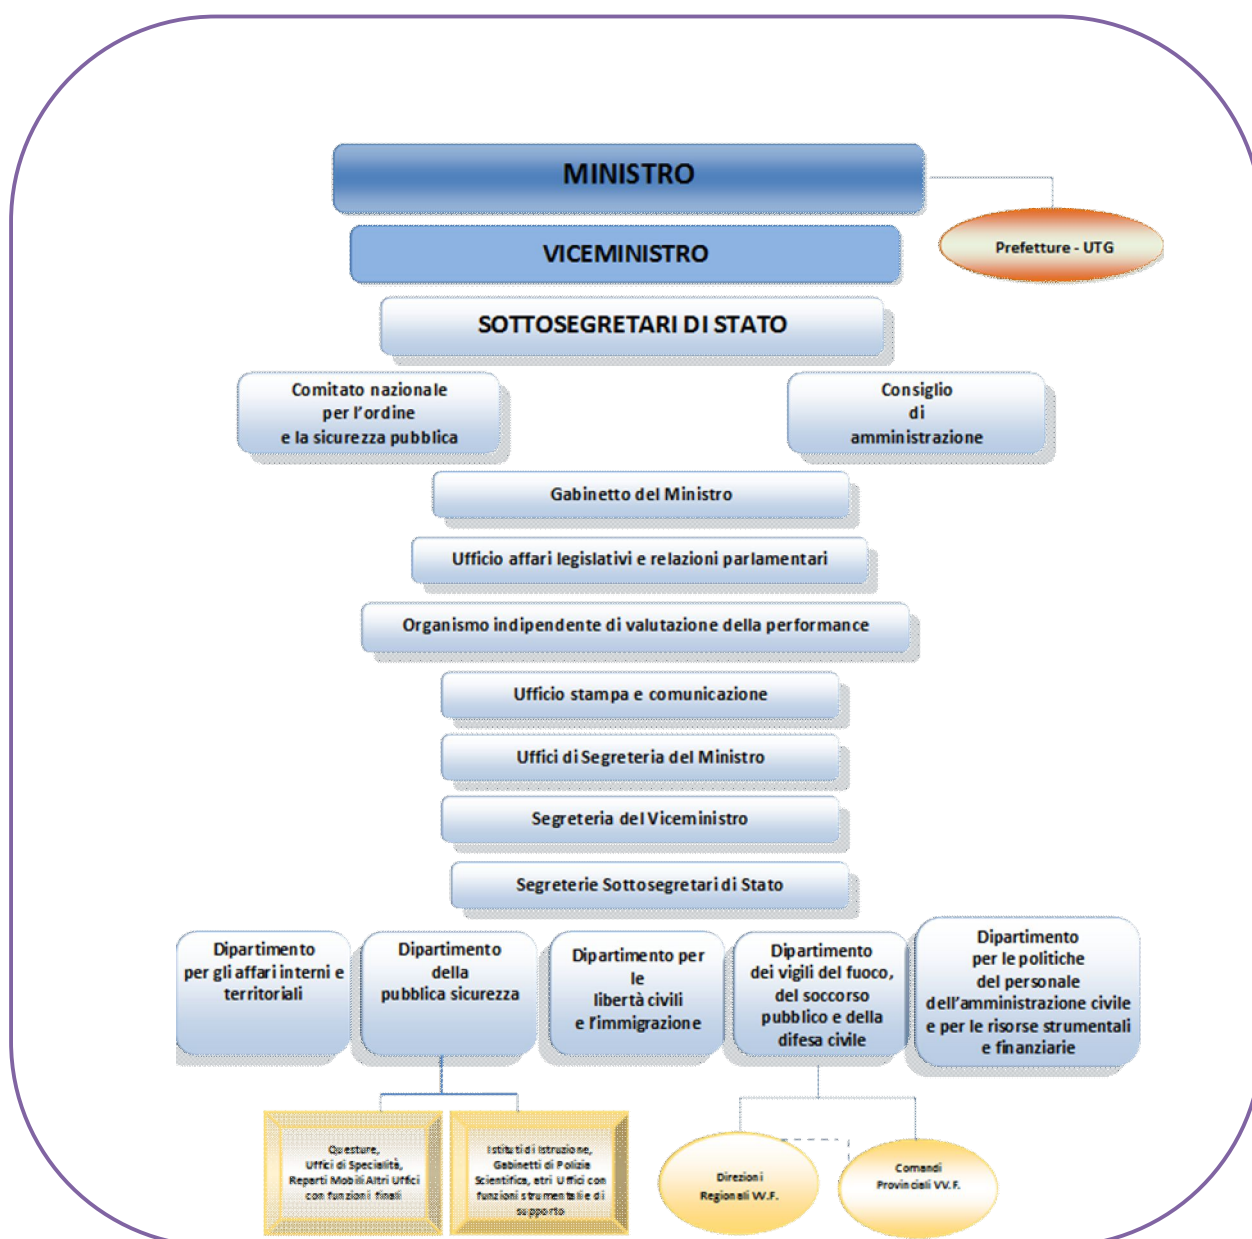 MINISTRO
Prefetture - UTG
VICEMINISTRO
SOTTOSEGRETARI DI STATO
Comitato nazionale
per l'ordine
e la sicurezza pubblica
Consiglio
di
amministrazione
Gabinetto del Ministro
Ufficio affari legislativi e relazioni parlamentari
Organismo indipendente di valutazione della performance
Ufficio stampa e comunicazione
Uffici di Segreteria del Ministro
Segreteria del Viceministro
Segreterie Sottosegretari di Stato
Dipartimento
per gli affari interni e
territoriali
Dipartimento
della
pubblica sicurezza
Dipartimento per
le
libertà civili
e l'immigrazione
Dipartimento
dei vigili del fuoco,
del soccorso
pubblico e della
difesa civile
Dipartimento
per le politiche
del personale
dell'amministrazione civile
e per le risorse strumentali
e finanziarie
Questure,
Uffici di Specialità,
Reparti Mobili Altri Uffici
con funzioni finali
Istituti di Istruzione,
Gabinetti di Polizia
Scientifica, atri Uffici con
funzioni strumentali e di
supporto
Direzioni
Regionali VV.F.
Comandi
Provinciali VV.F.